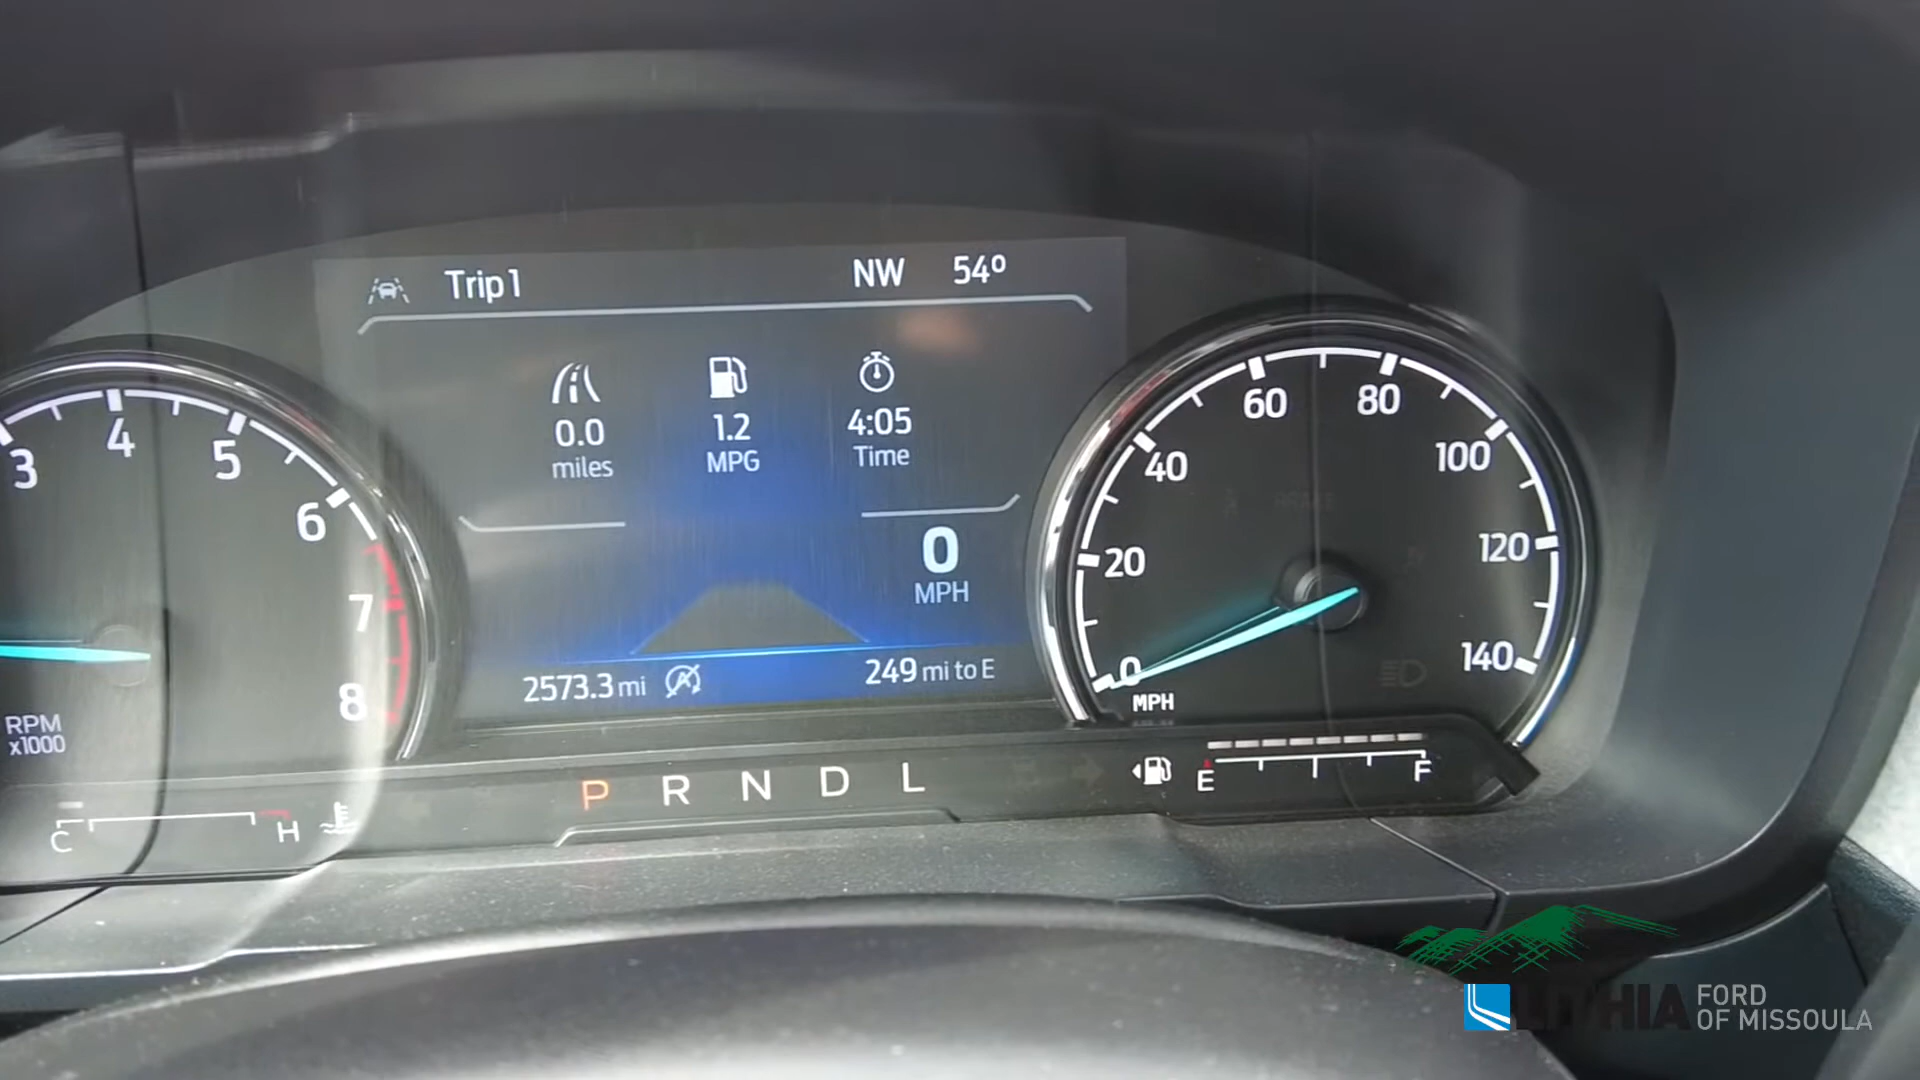 Trip 1 NW 54º
0.0 1.2 4:05
miles MPG Time
0
MPH
2573.3 mi A 249 mi to E
3 4 5 6 7 8
RPM
x1000
0 20 40 60 80 100 120 140
MPH
P R N D L
C H
E F
LITHIA FORD
OF MISSOULA